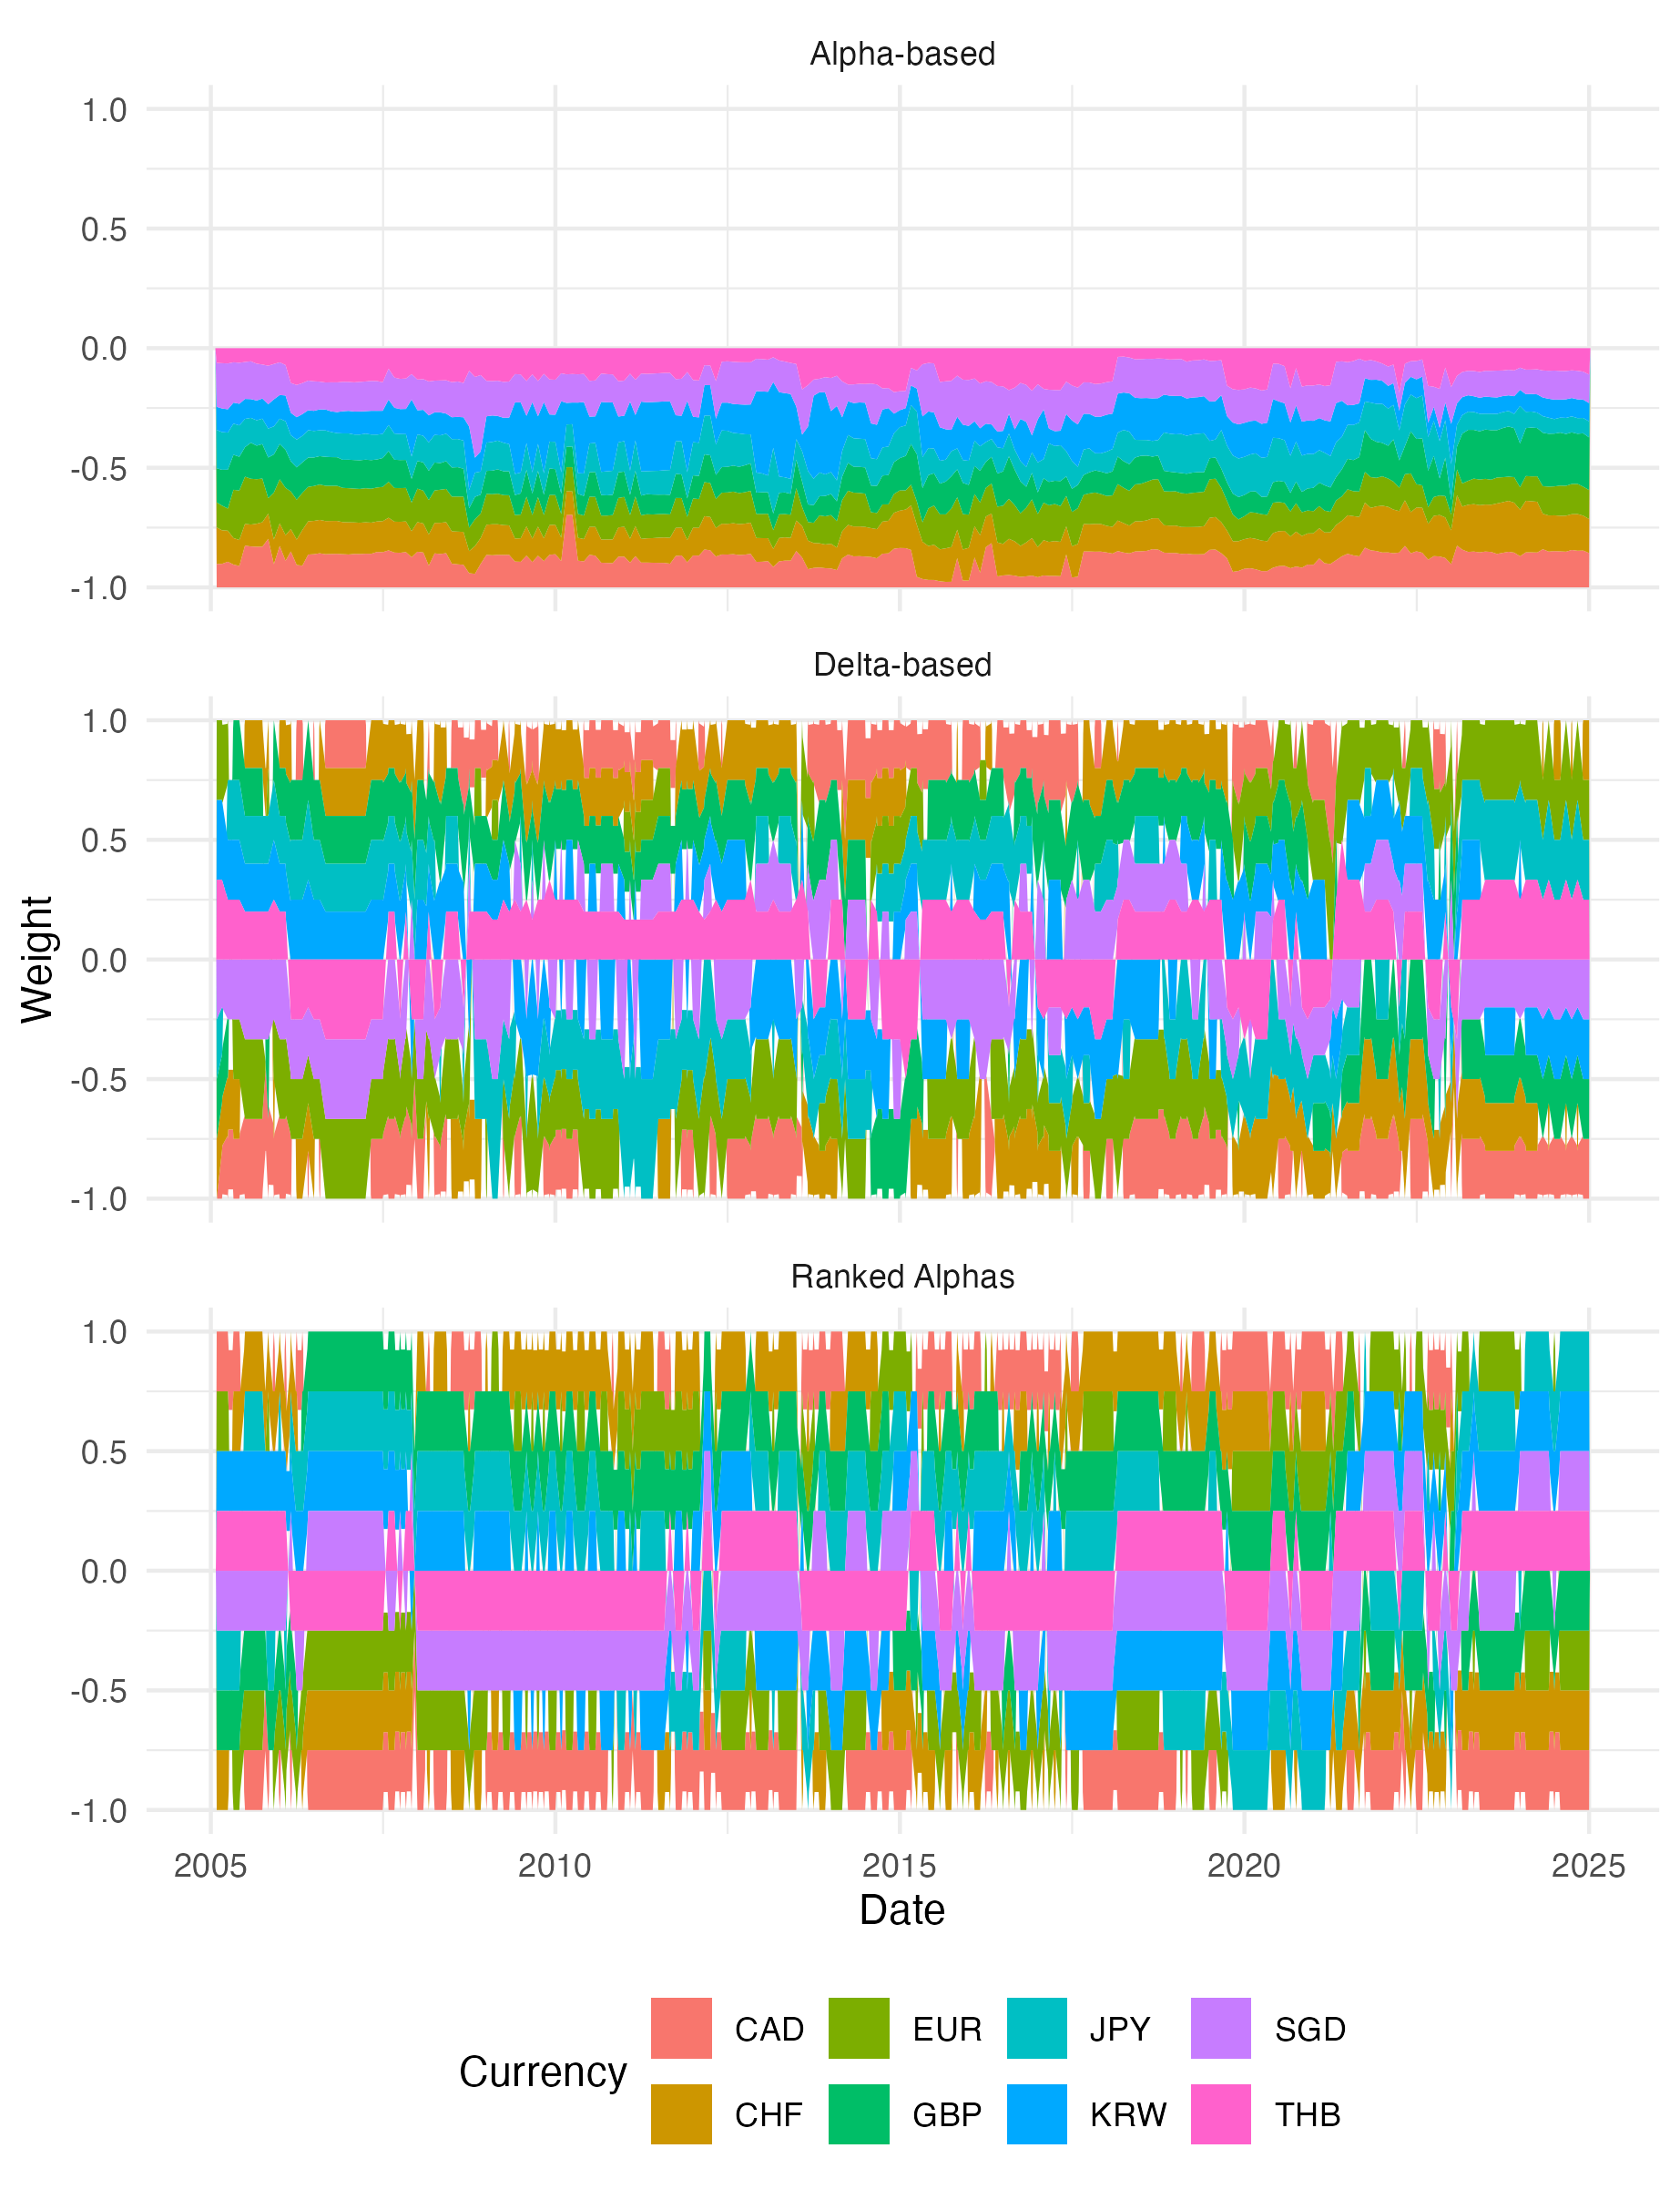 Alpha-based
1.0
0.5
0.0
-0.5
-1.0
Delta-based
1.0
0.5
0.0
-0.5
-1.0
Weight
Ranked Alphas
1.0
0.5
0.0
-0.5
-1.0
2005 2010 2015 2020 2025
Date
Currency
CAD EUR JPY SGD
CHF GBP KRW THB